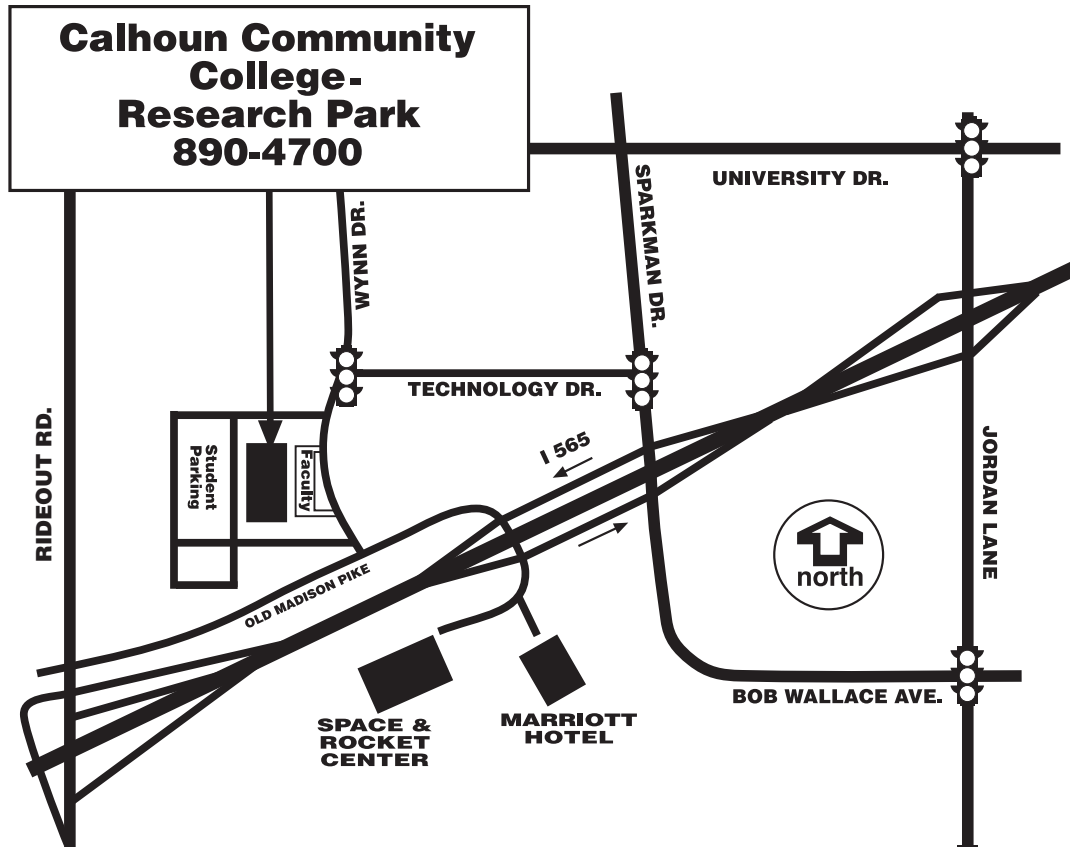 Calhoun Community
College-
Research Park
890-4700
UNIVERSITY DR.
SPARKMAN DR.
WYNN DR.
TECHNOLOGY DR.
RIDEOUT RD.
Student
Parking
Faculty
I 565
JORDAN LANE
north
OLD MADISON PIKE
BOB WALLACE AVE.
SPACE &
ROCKET
CENTER
MARRIOTT
HOTEL